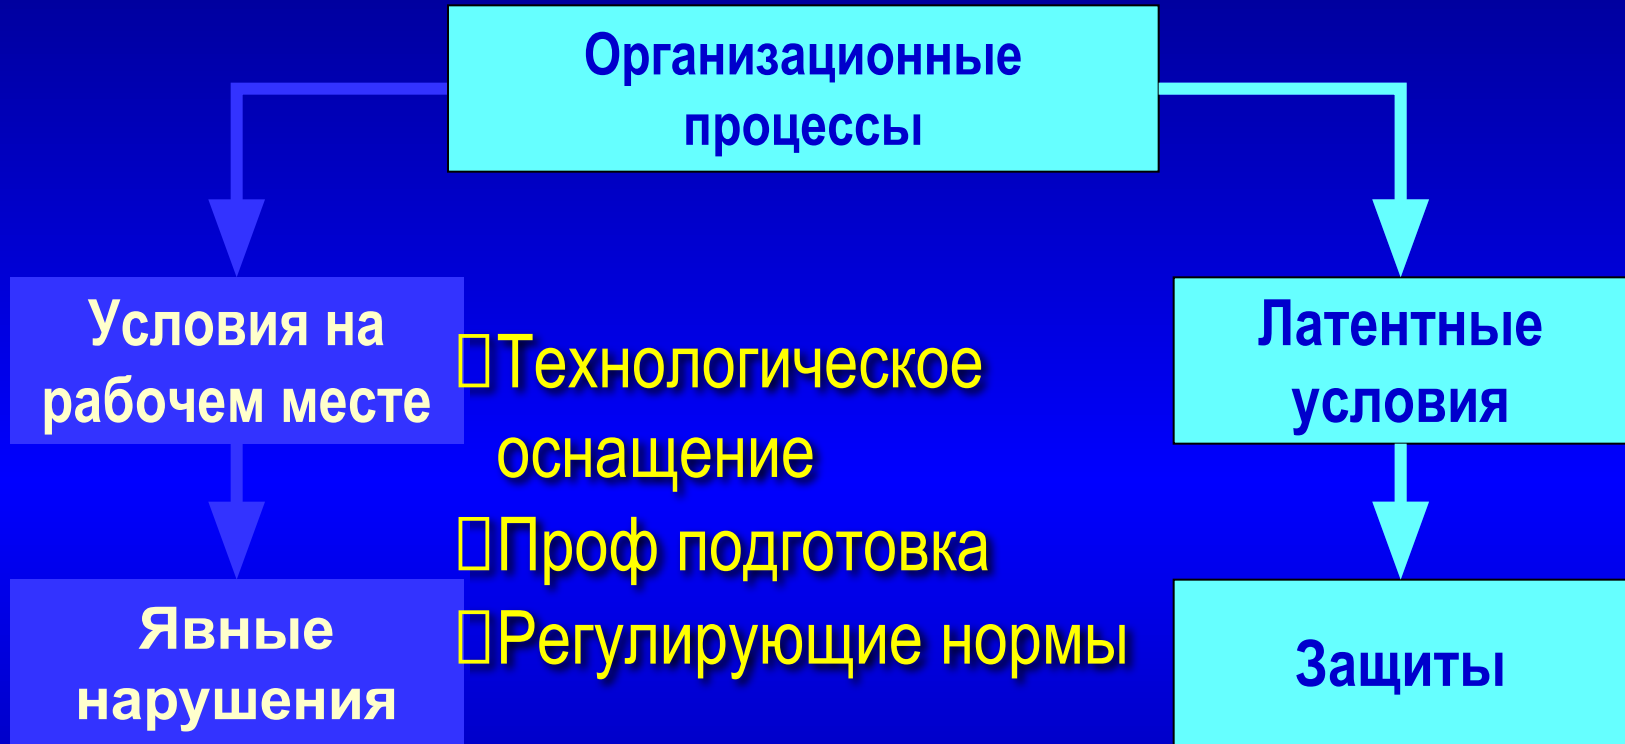 Организационные
процессы
Условия на
рабочем месте
Технологическое
оснащение
Проф подготовка
Регулирующие нормы
Латентные
условия
Явные
нарушения
Защиты